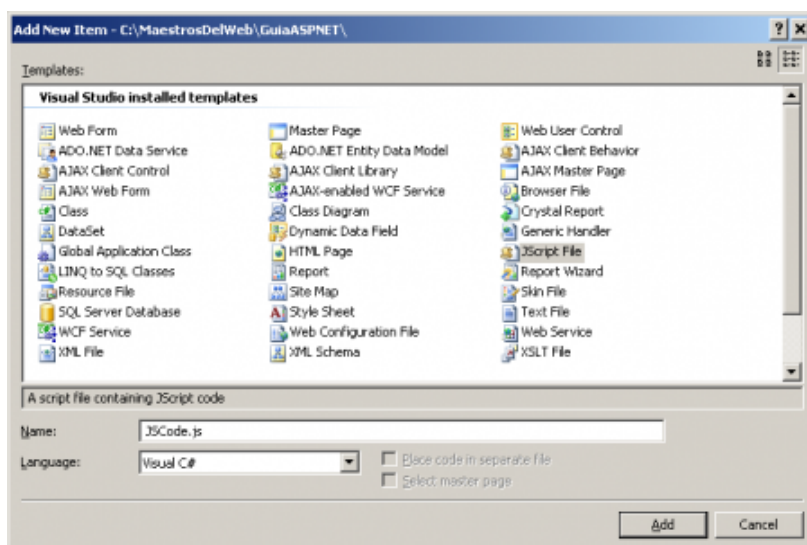 Add New Item - C:\MaestrosDelWeb\GuiaASPNET\
Templates:
Visual Studio installed templates
Web Form Master Page Web User Control
ADO.NET Data Service ADO.NET Entity Data Model AJAX Client Behavior
AJAX Client Control AJAX Client Library AJAX Master Page
AJAX Web Form AJAX-enabled WCF Service Browser File
Class Class Diagram Crystal Report
DataSet Dynamic Data Field Generic Handler
Global Application Class HTML Page JScript File
LINQ to SQL Classes Report Report Wizard
Resource File Site Map Skin File
SQL Server Database Style Sheet Text File
WCF Service Web Configuration File Web Service
XML File XML Schema XSLT File
A script file containing JScript code
Name: JSCode.js
Language: Visual C# Place code in separate file
Select master page
Add Cancel